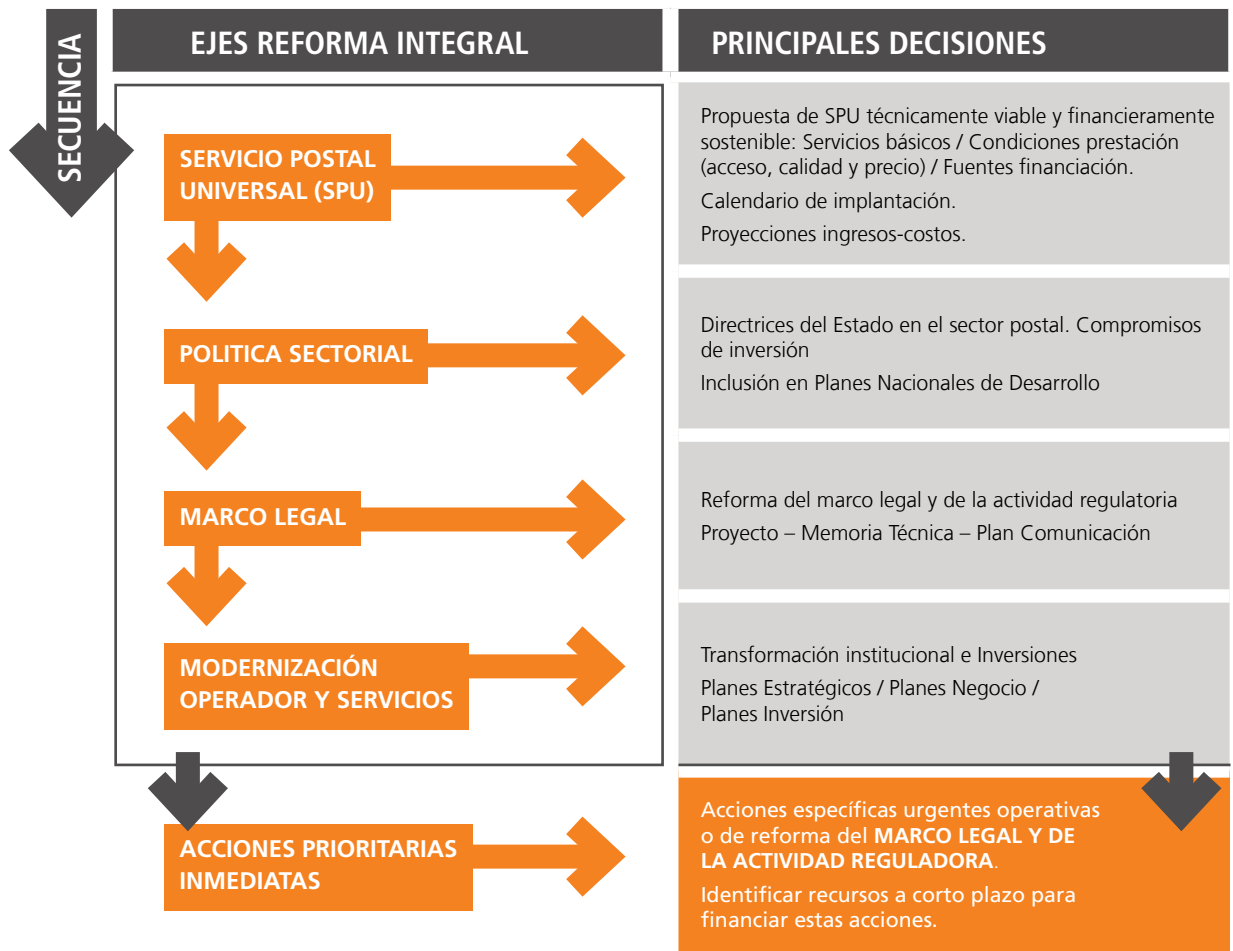 SECUENCIA
EJES REFORMA INTEGRAL
PRINCIPALES DECISIONES
SERVICIO POSTAL
UNIVERSAL (SPU)
Propuesta de SPU técnicamente viable y financieramente
sostenible: Servicios básicos / Condiciones prestación
(acceso, calidad y precio) / Fuentes financiación.
Calendario de implantación.
Proyecciones ingresos-costos.
POLITICA SECTORIAL
Directrices del Estado en el sector postal. Compromisos
de inversión
Inclusión en Planes Nacionales de Desarrollo
MARCO LEGAL
Reforma del marco legal y de la actividad regulatoria
Proyecto – Memoria Técnica – Plan Comunicación
MODERNIZACIÓN
OPERADOR Y SERVICIOS
Transformación institucional e Inversiones
Planes Estratégicos / Planes Negocio /
Planes Inversión
ACCIONES PRIORITARIAS
INMEDIATAS
Acciones específicas urgentes operativas
o de reforma del MARCO LEGAL Y DE
LA ACTIVIDAD REGULADORA.
Identificar recursos a corto plazo para
financiar estas acciones.